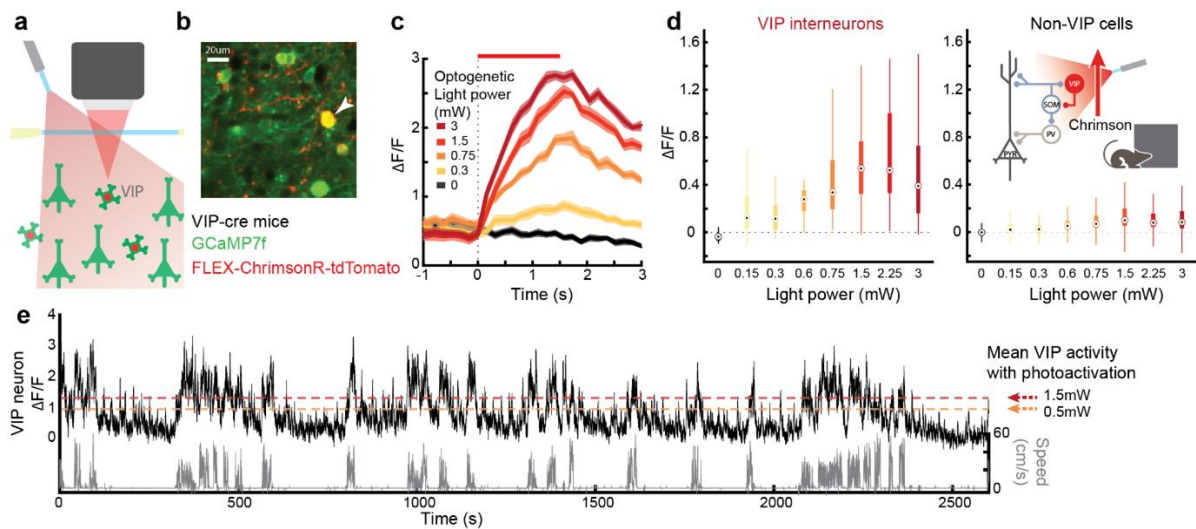 a
VIP
VIP-cre mice
GCaMP7f
FLEX-ChrimsonR-tdTomato
b
20um
c
ΔF/F
3
2
1
0
Optogenetic
Light power
(mW)
3
1.5
0.75
0.3
0
-1 0 1 2 3
Time (s)
d
VIP interneurons
ΔF/F
1.6
1.2
0.8
0.4
0
0 0.15 0.3 0.6 0.75 1.5 2.25 3
Light power (mW)
Non-VIP cells
1.6
1.2
0.8
0.4
0
VIP
SOM
PV
PYR
Chrimson
0 0.15 0.3 0.6 0.75 1.5 2.25 3
Light power (mW)
e
VIP neuron
ΔF/F
4
3
2
1
0
Mean VIP activity
with photoactivation
1.5mW
0.5mW
60
0
Speed
(cm/s)
0 500 1000 1500 2000 2500
Time (s)